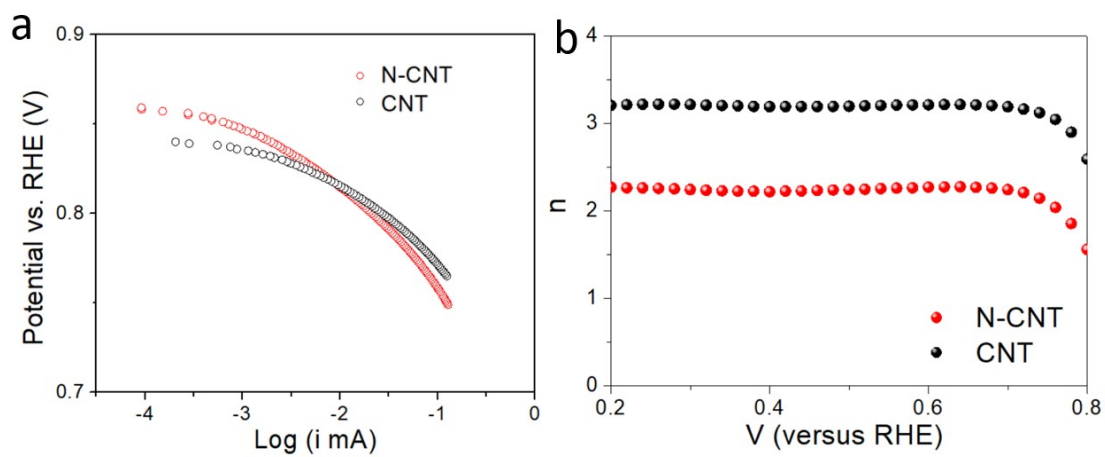 a
Potential vs. RHE (V)
0.9
0.8
0.7
N-CNT
CNT
-4 -3 -2 -1 0
Log (i mA)
b
n
4
3
2
1
0
N-CNT
CNT
0.2 0.4 0.6 0.8
V (versus RHE)